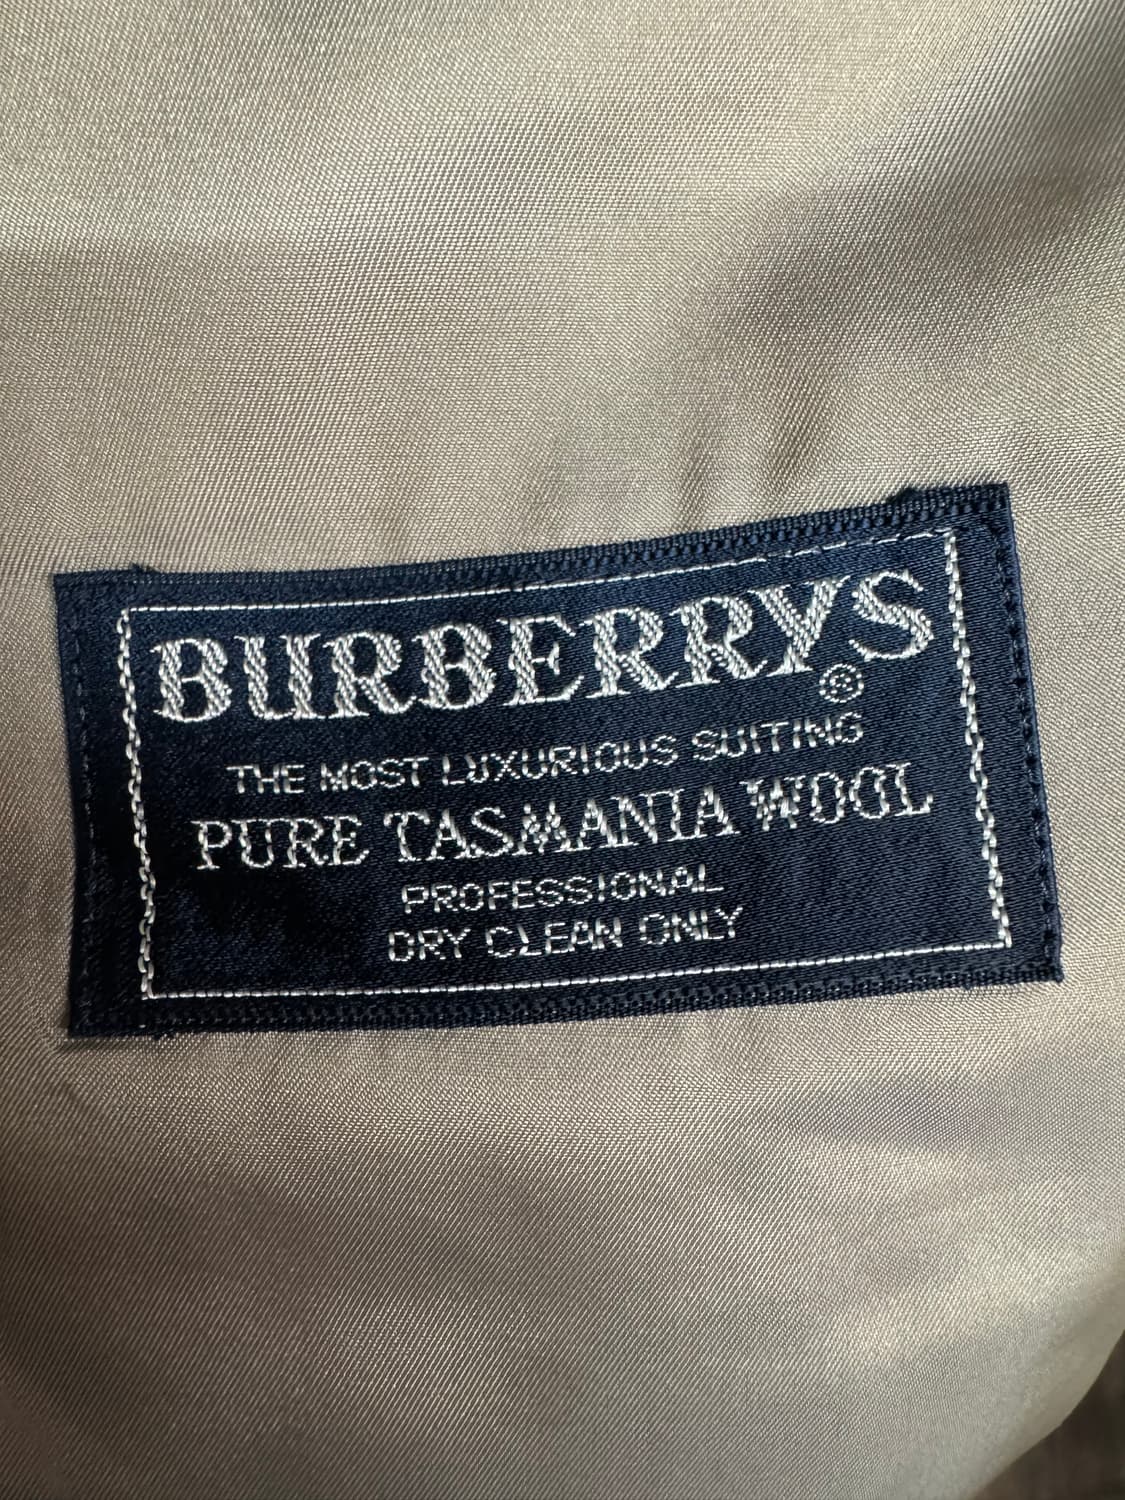 BURBERRYS®
THE MOST LUXURIOUS SUITING
PURE TASMANIA WOOL
PROFESSIONAL
DRY CLEAN ONLY